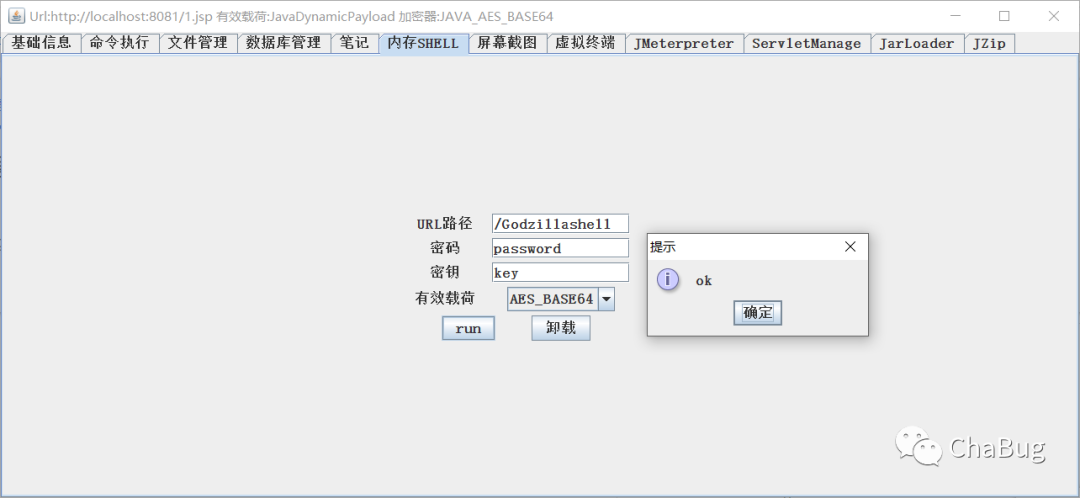 Url:http://localhost:8081/1.jsp 有效载荷:JavaDynamicPayload 加密器:JAVA_AES_BASE64
基础信息 命令执行 文件管理 数据库管理 笔记 内存SHELL 屏幕截图 虚拟终端 JMeterpreter ServletManage JarLoader JZip
URL路径 /Godzillashell
密码 password
密钥 key
有效载荷 AES_BASE64
run 卸载
提示
ok
确定
ChaBug